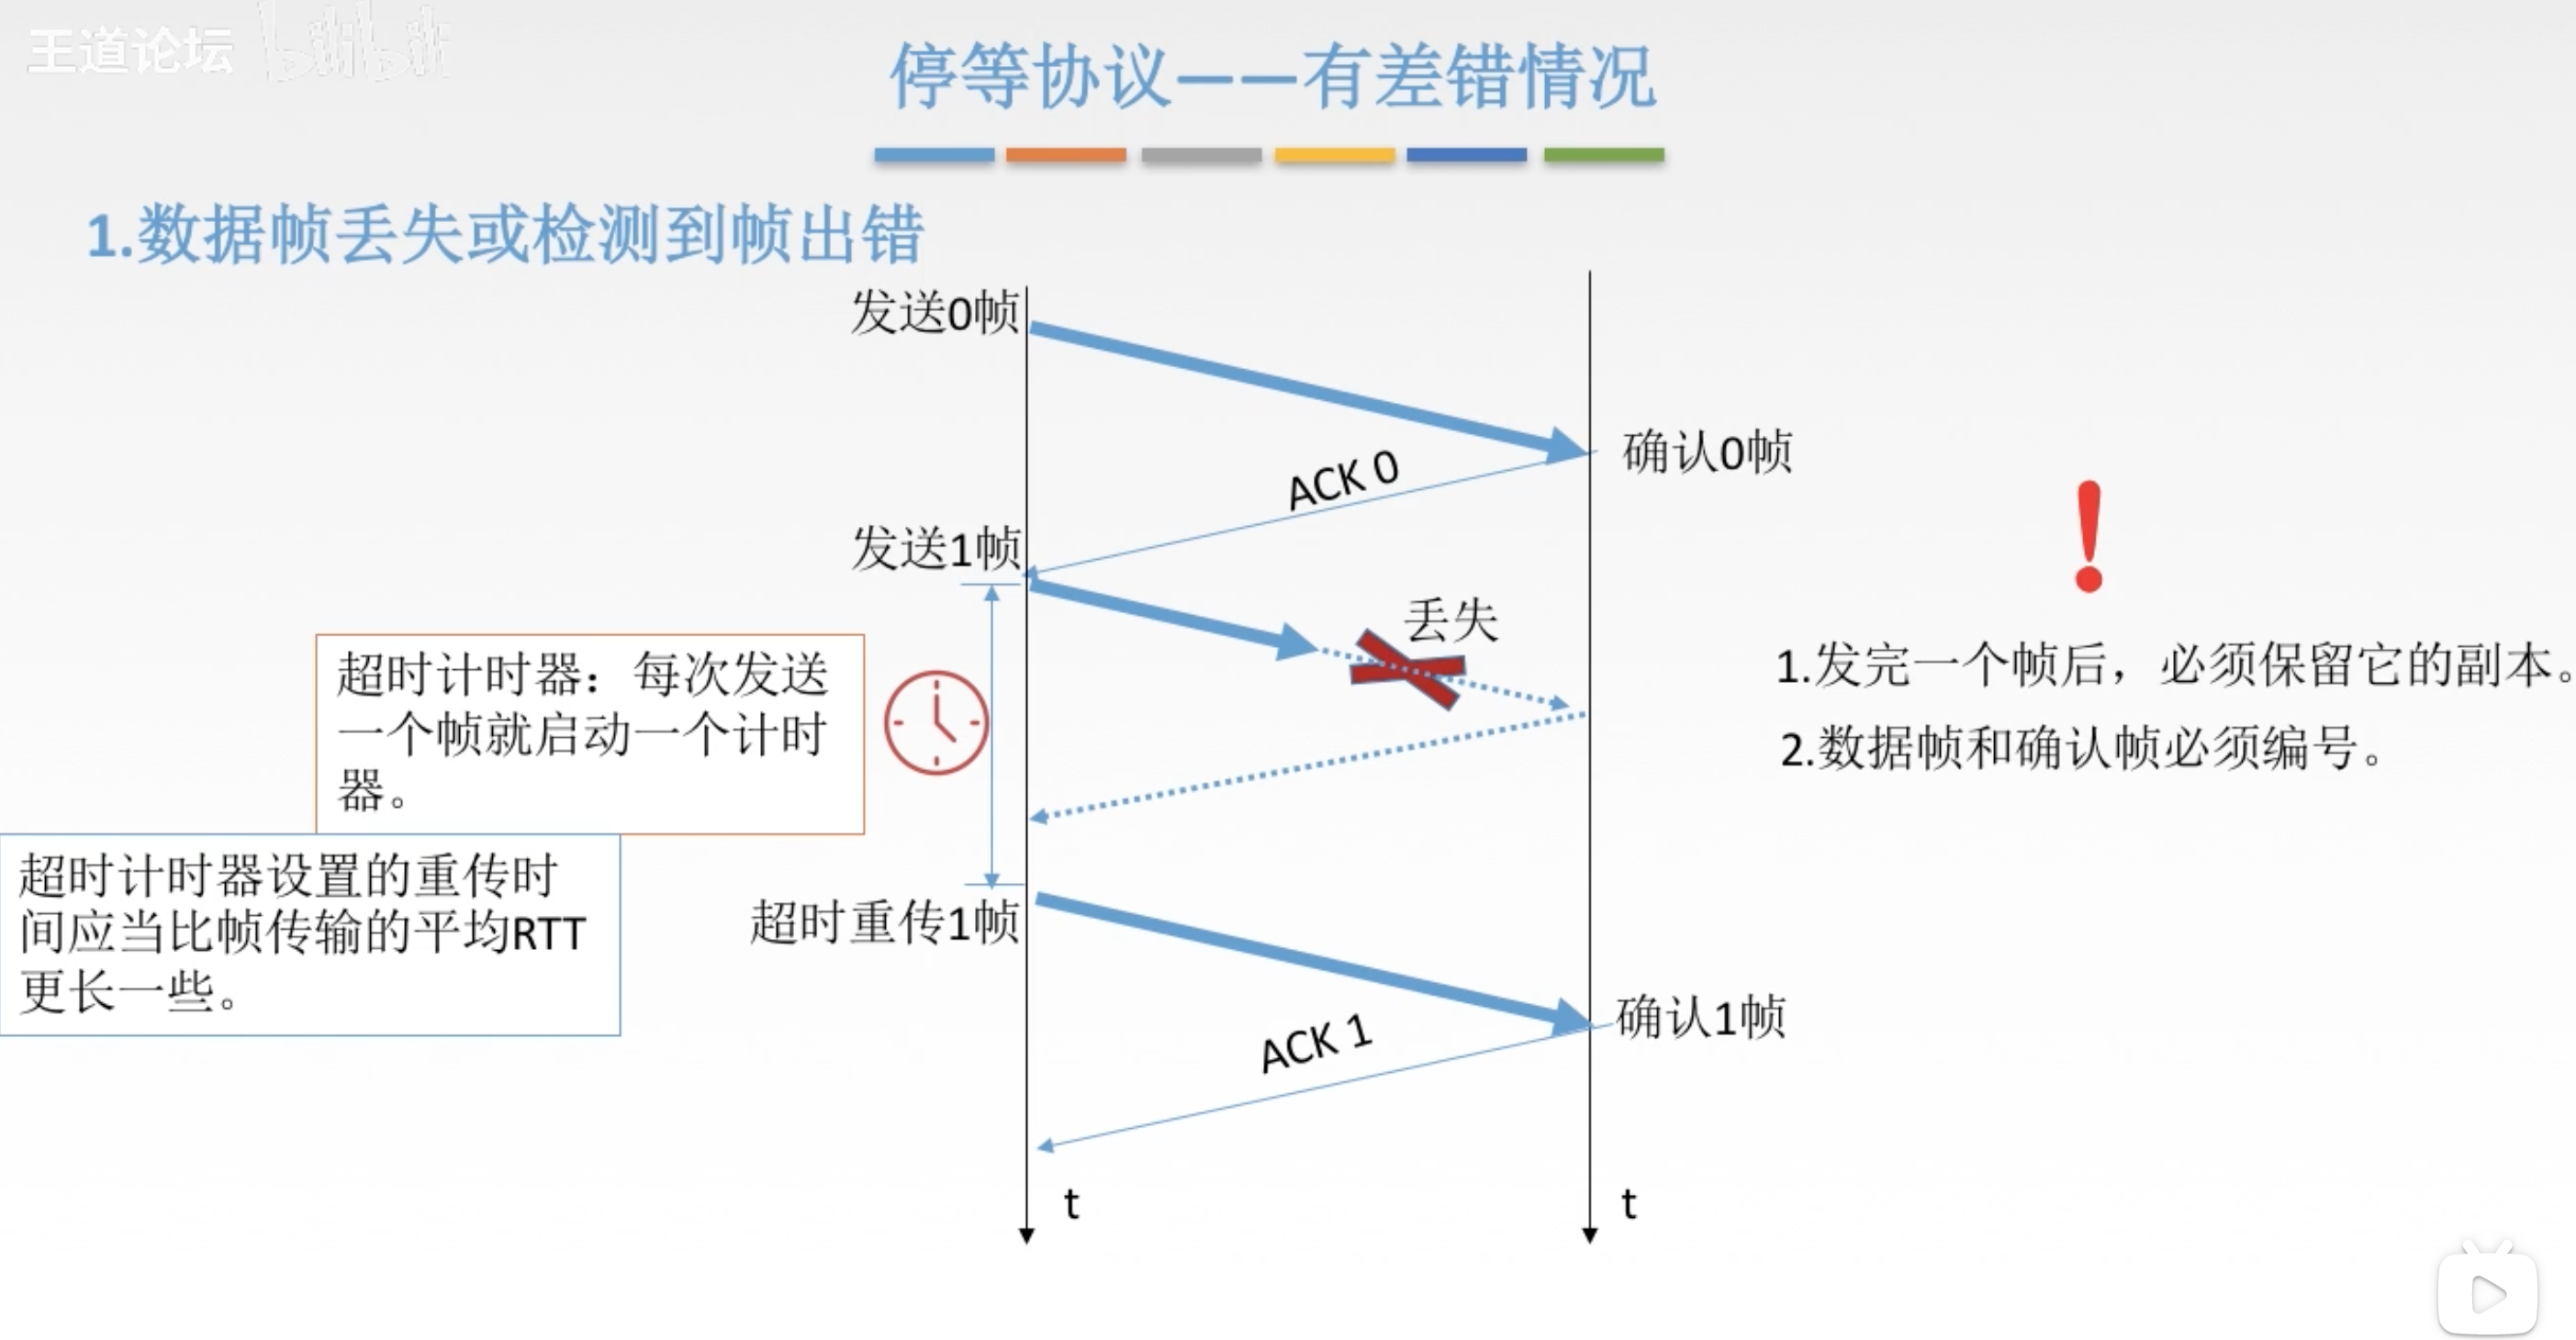 王道论坛 bilibili
停等协议——有差错情况
1.数据帧丢失或检测到帧出错
发送0帧
确认0帧
ACK 0
发送1帧
丢失
超时计时器：每次发送
一个帧就启动一个计时
器。
1.发完一个帧后，必须保留它的副本。
2.数据帧和确认帧必须编号。
超时计时器设置的重传时
间应当比帧传输的平均RTT
更长一些。
超时重传1帧
确认1帧
ACK 1
t
t